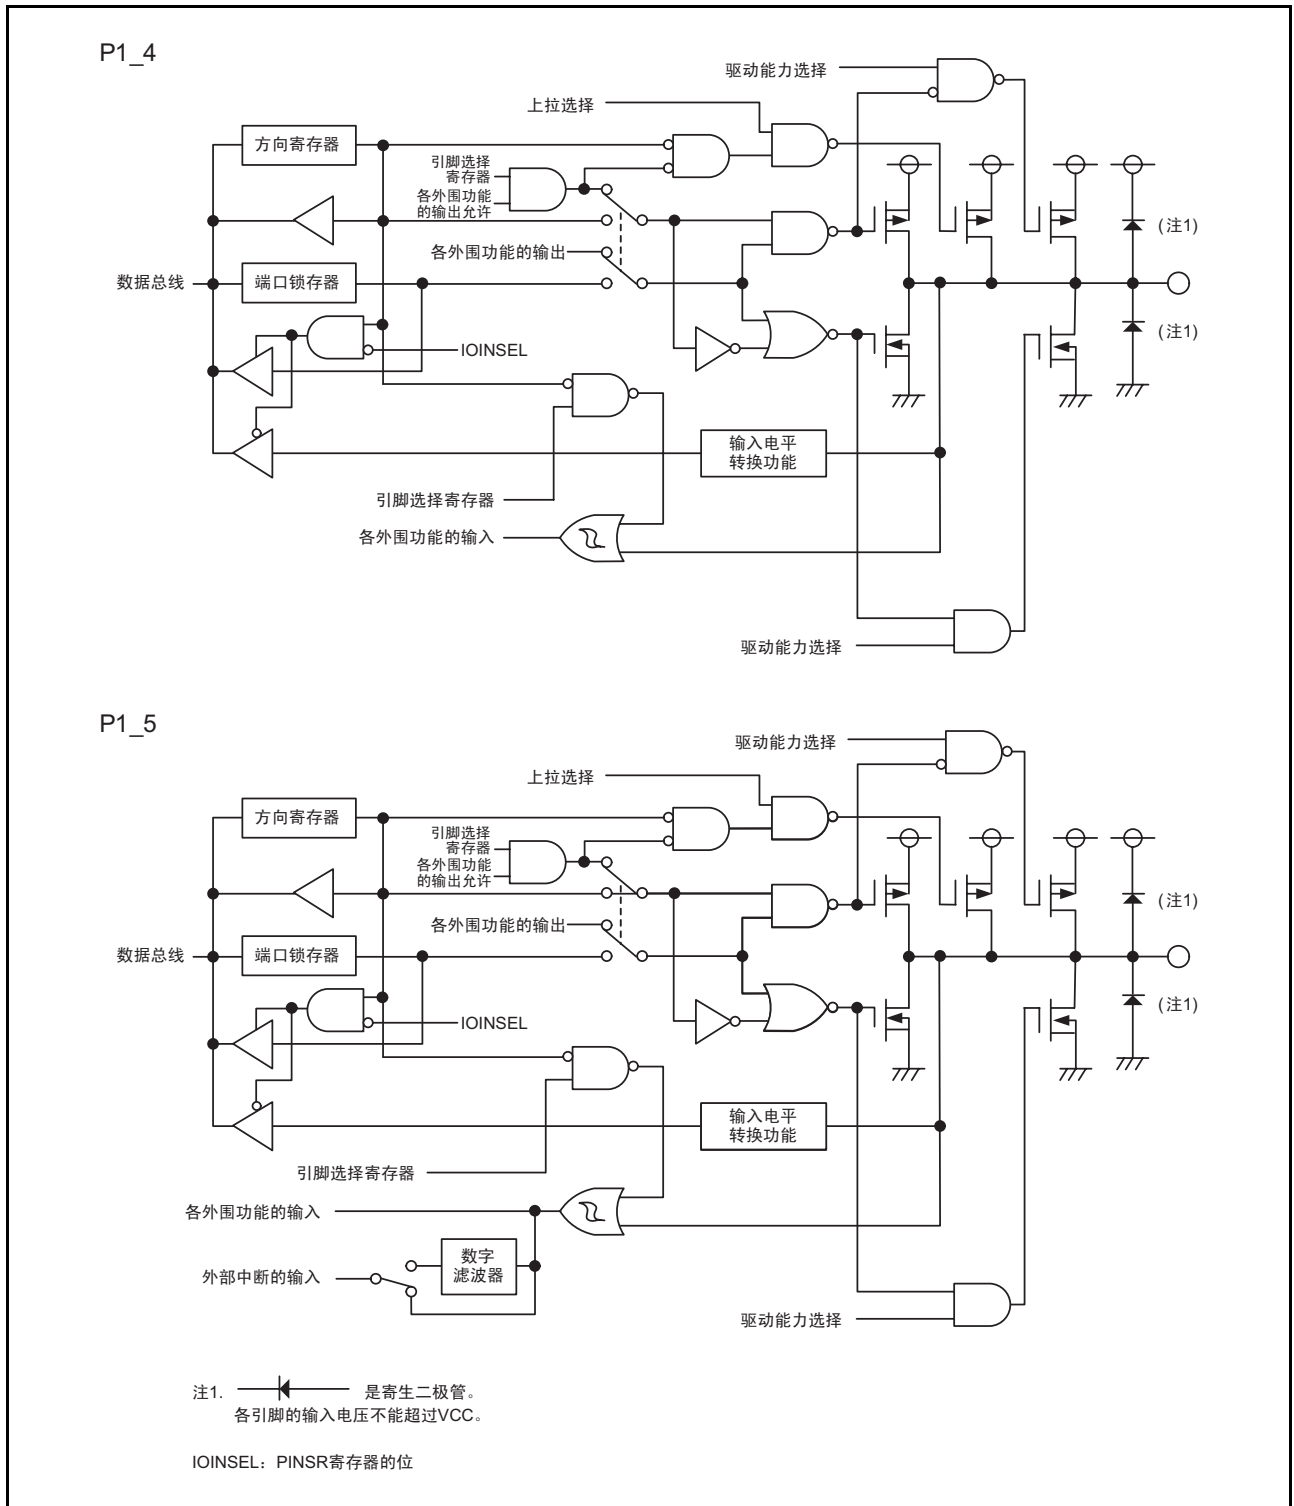 P1_4
驱动能力选择
上拉选择
方向寄存器
引脚选择
寄存器
各外围功能
的输出允许
(注1)
各外围功能的输出
数据总线
端口锁存器
(注1)
IOINSEL
输入电平
转换功能
引脚选择寄存器
各外围功能的输入
驱动能力选择
P1_5
驱动能力选择
上拉选择
方向寄存器
引脚选择
寄存器
各外围功能
的输出允许
(注1)
各外围功能的输出
数据总线
端口锁存器
(注1)
IOINSEL
输入电平
转换功能
引脚选择寄存器
各外围功能的输入
数字
滤波器
外部中断的输入
驱动能力选择
注1. 是寄生二极管。
各引脚的输入电压不能超过VCC。
IOINSEL：PINSR寄存器的位